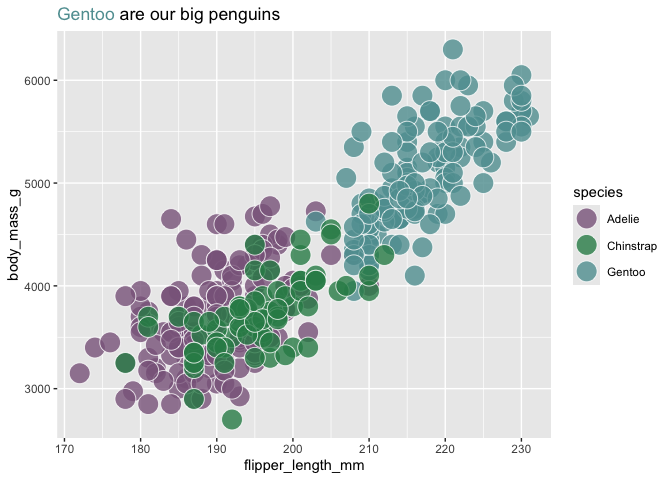 Gentoo are our big penguins
6000
5000
4000
3000
body_mass_g
170 180 190 200 210 220 230
flipper_length_mm
species
Adelie
Chinstrap
Gentoo